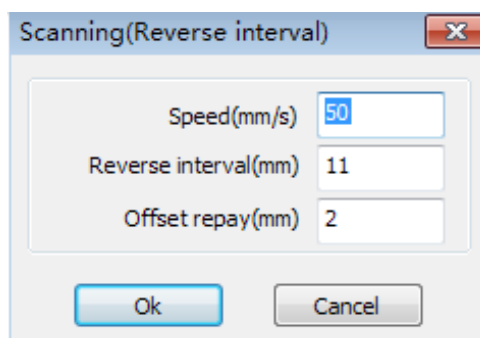 Scanning(Reverse interval)
Speed(mm/s) 50
Reverse interval(mm) 11
Offset repay(mm) 2
Ok Cancel